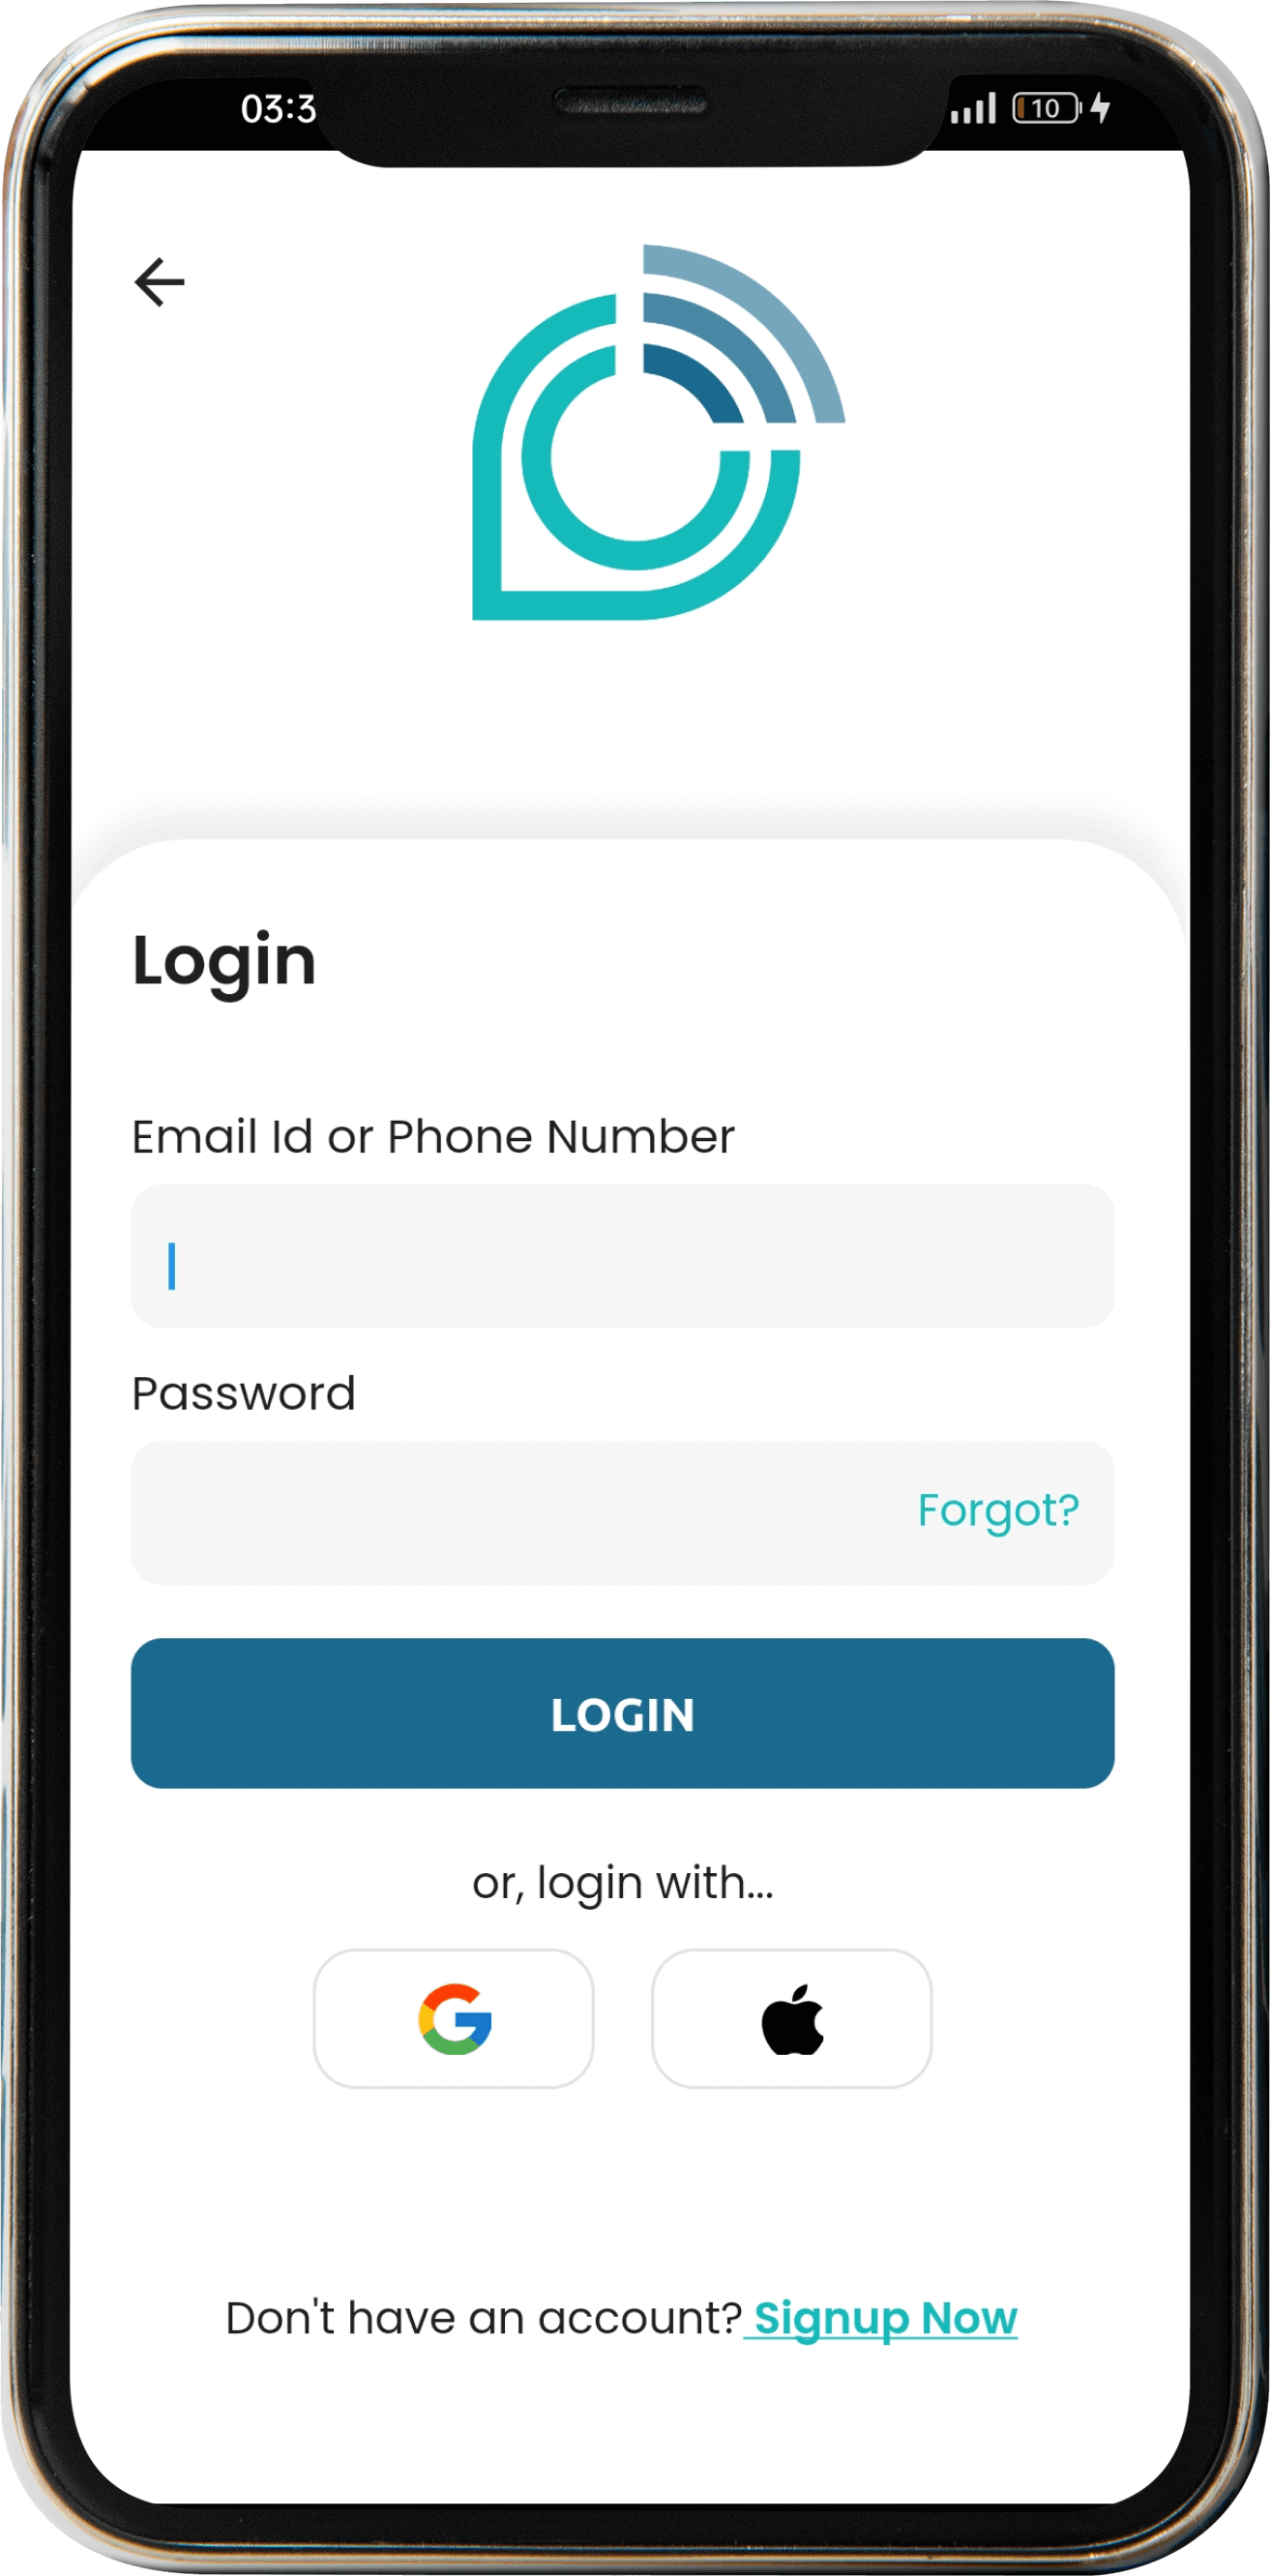 03:3
10
Login
Email Id or Phone Number
Password
Forgot?
LOGIN
or, login with...
Don't have an account? Signup Now